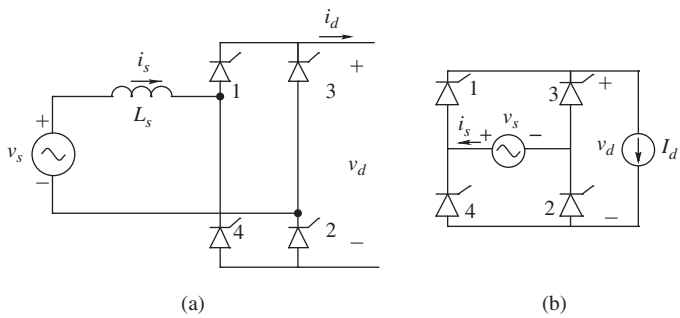 i_d
i_s
+
1
3
L_s
+
v_s
−
v_d
4
2
−
(a)
1
3
+
i_s
+
v_s
−
v_d
I_d
4
2
−
(b)